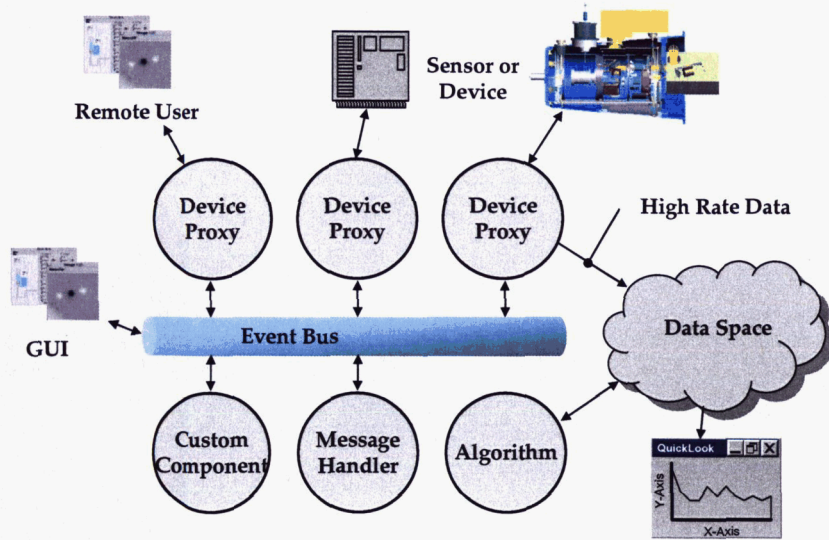 Remote User
Sensor or
Device
Device
Proxy
Device
Proxy
Device
Proxy
High Rate Data
GUI
Event Bus
Data Space
Custom
Component
Message
Handler
Algorithm
QuickLook
Y-Axis
X-Axis